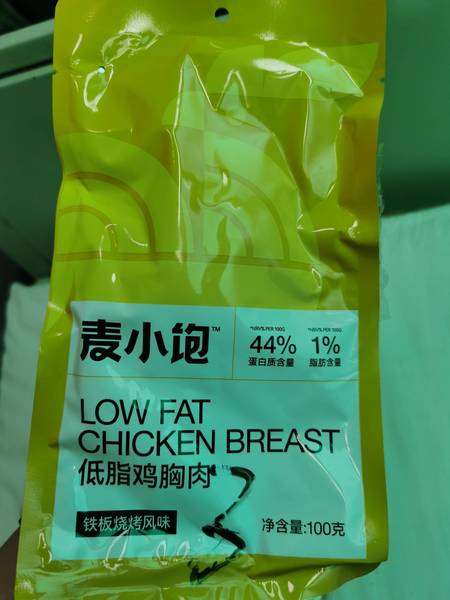 麦小饱™
*NRV%,PER 100G
44%
蛋白质含量
*NRV%,PER 100G
1%
脂肪含量
LOW FAT
CHICKEN BREAST
低脂鸡胸肉
铁板烧烤风味
净含量:100克